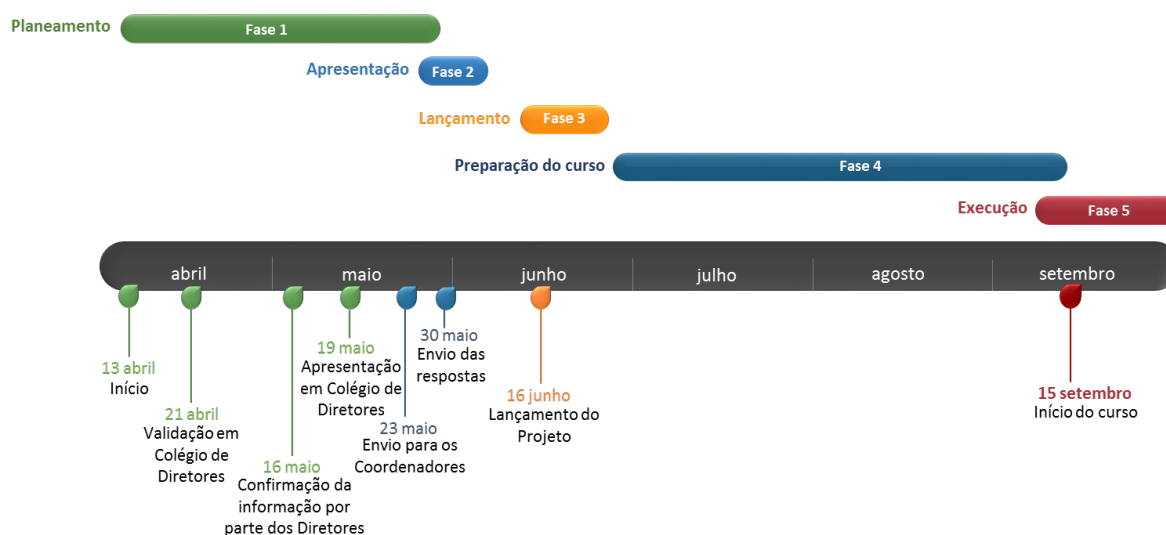 Planeamento
Fase 1
Apresentação
Fase 2
Lançamento
Fase 3
Preparação do curso
Fase 4
Execução
Fase 5
abril
maio
junho
julho
agosto
setembro
13 abril
Início
21 abril
Validação em
Colégio de
Diretores
16 maio
Confirmação da
informação por
parte dos Diretores
19 maio
Apresentação
em Colégio de
Diretores
23 maio
Envio para os
Coordenadores
30 maio
Envio das
respostas
16 junho
Lançamento do
Projeto
15 setembro
Início do curso